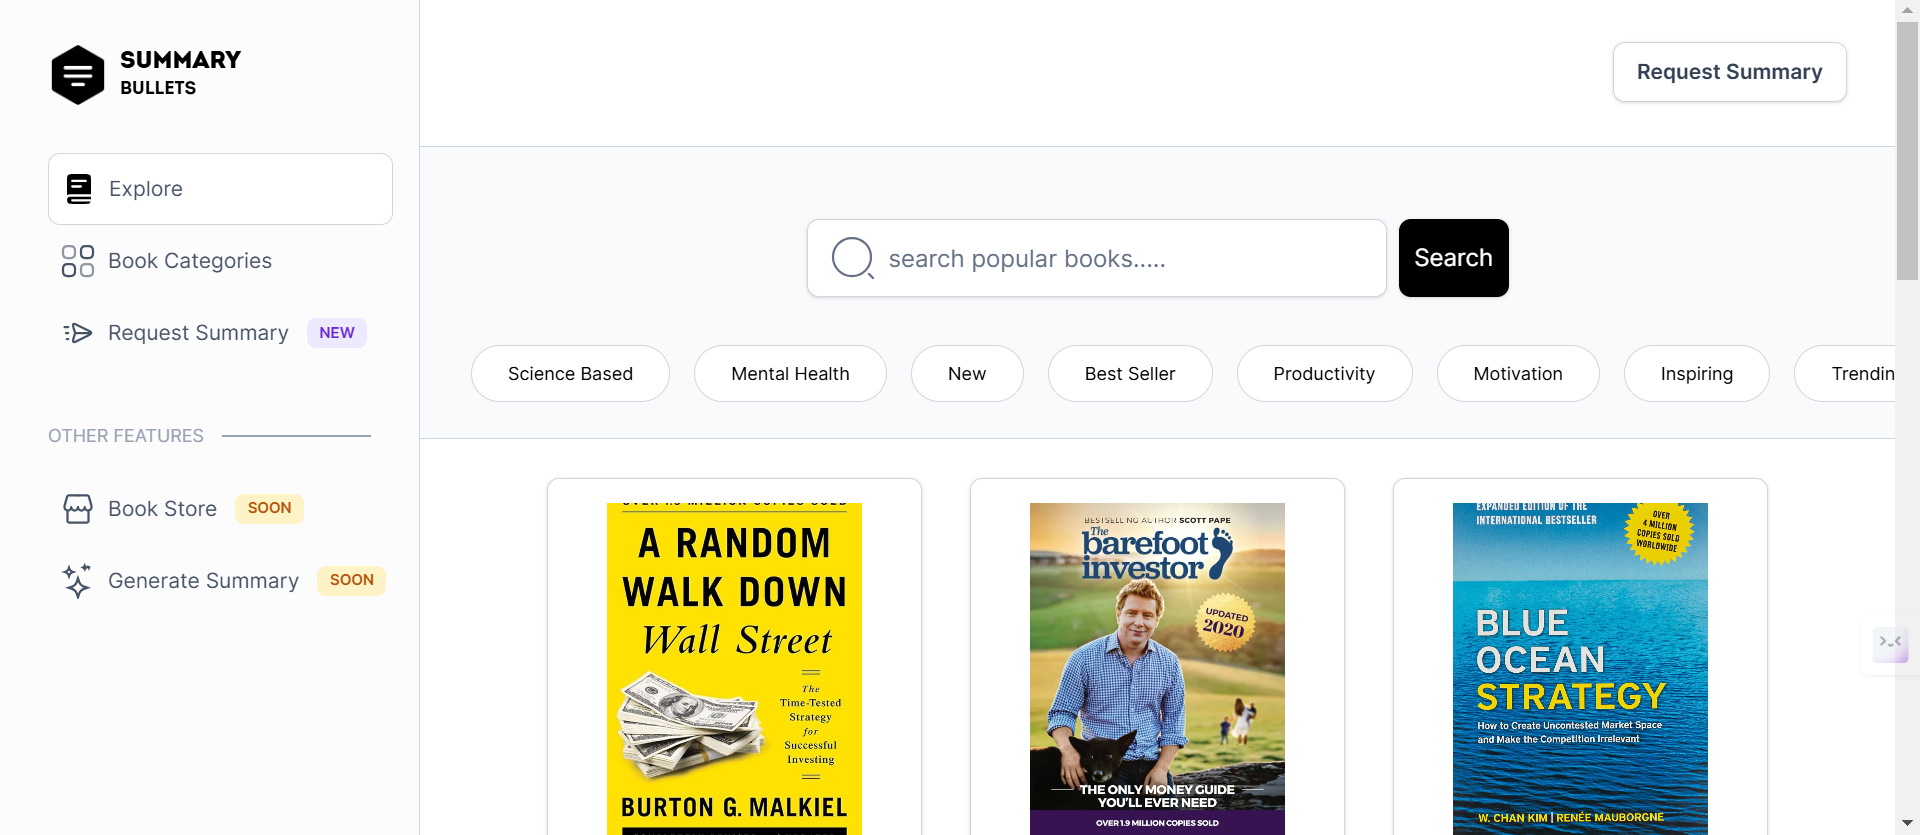 SUMMARY
BULLETS
Request Summary
Explore
Book Categories
Request Summary NEW
OTHER FEATURES
Book Store SOON
Generate Summary SOON
search popular books.....
Search
Science Based
Mental Health
New
Best Seller
Productivity
Motivation
Inspiring
Trendin
A RANDOM
WALK DOWN
Wall Street
The
Time-Tested
Strategy
for
Successful
Investing
BURTON G. MALKIEL
BESTSELLING AUTHOR SCOTT PAPE
The
barefoot
investor
UPDATED
2020
THE ONLY MONEY GUIDE
YOU'LL EVER NEED
OVER 1.9 MILLION COPIES SOLD
EXPANDED EDITION OF THE
INTERNATIONAL BESTSELLER
OVER
4 MILLION
COPIES SOLD
WORLDWIDE
BLUE
OCEAN
STRATEGY
How to Create Uncontested Market Space
and Make the Competition Irrelevant
W. CHAN KIM | RENÉE MAUBORGNE